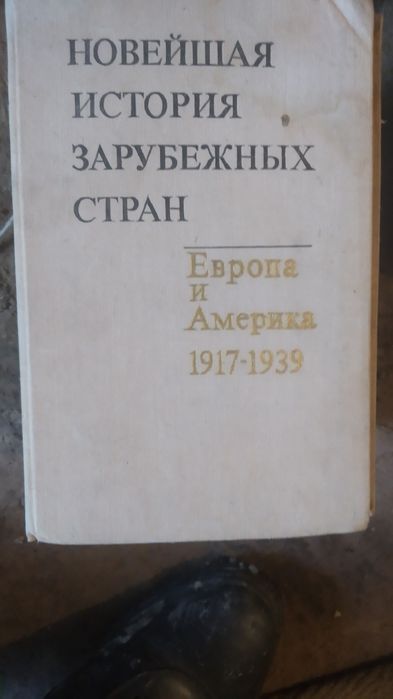 НОВЕЙШАЯ
ИСТОРИЯ
ЗАРУБЕЖНЫХ
СТРАН
Европа
и
Америка
1917-1939